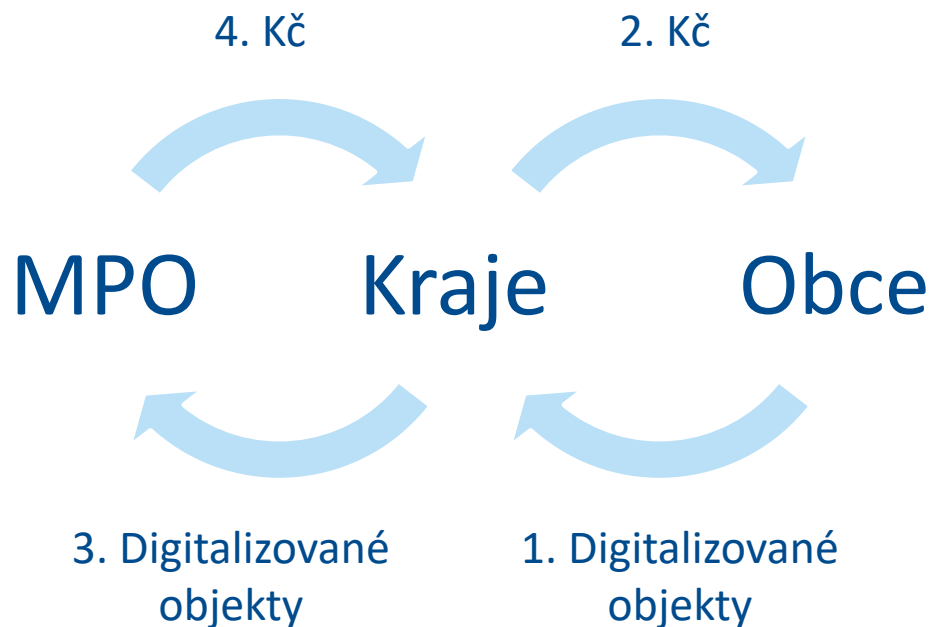 4. Kč
2. Kč
MPO
Kraje
Obce
3. Digitalizované
objekty
1. Digitalizované
objekty